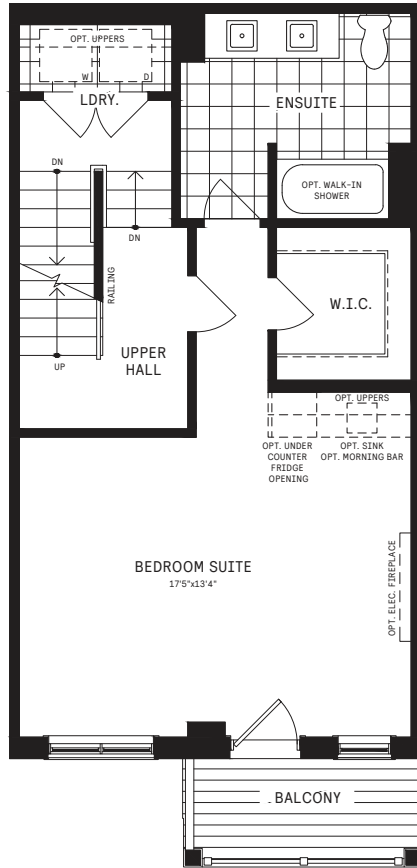 OPT. UPPERS
W
D
LDRY.
ENSUITE
DN
OPT. WALK-IN
SHOWER
DN
RAILING
W.I.C.
UPPER
HALL
UP
OPT. UPPERS
OPT. UNDER
COUNTER
FRIDGE
OPENING
OPT. SINK
OPT. MORNING BAR
BEDROOM SUITE
17'5"x13'4"
OPT. ELEC. FIREPLACE
BALCONY